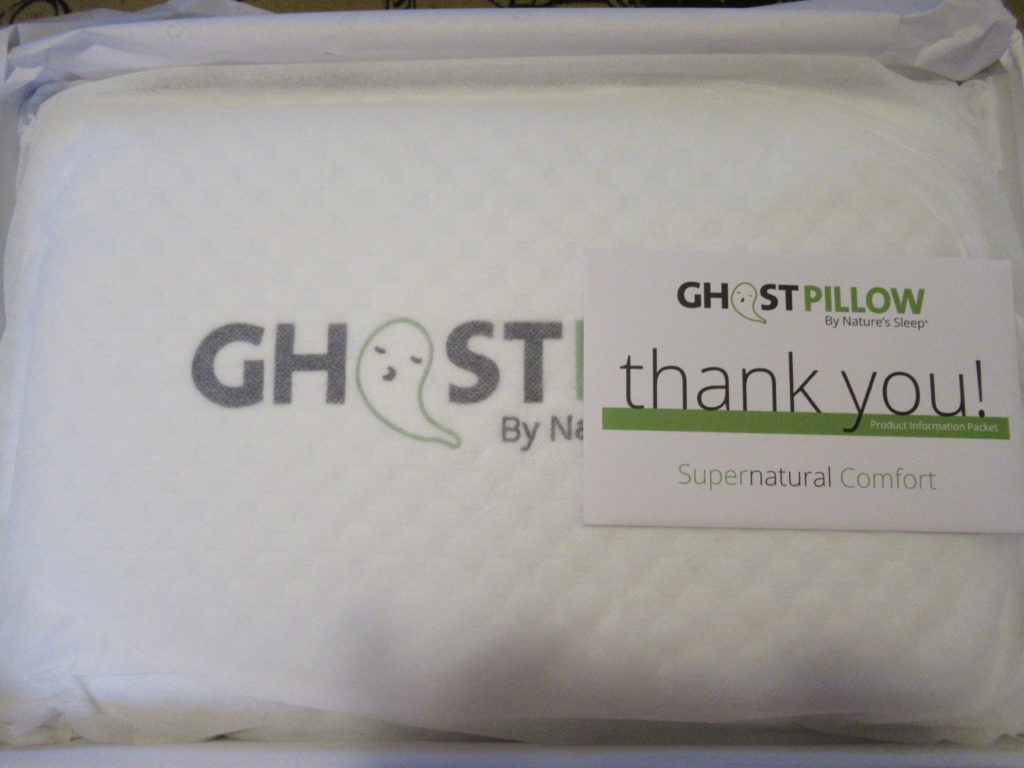 GHOST
By Na
GHOSTPILLOW
By Nature's Sleep®
thank you!
Product Information Packet
Supernatural Comfort